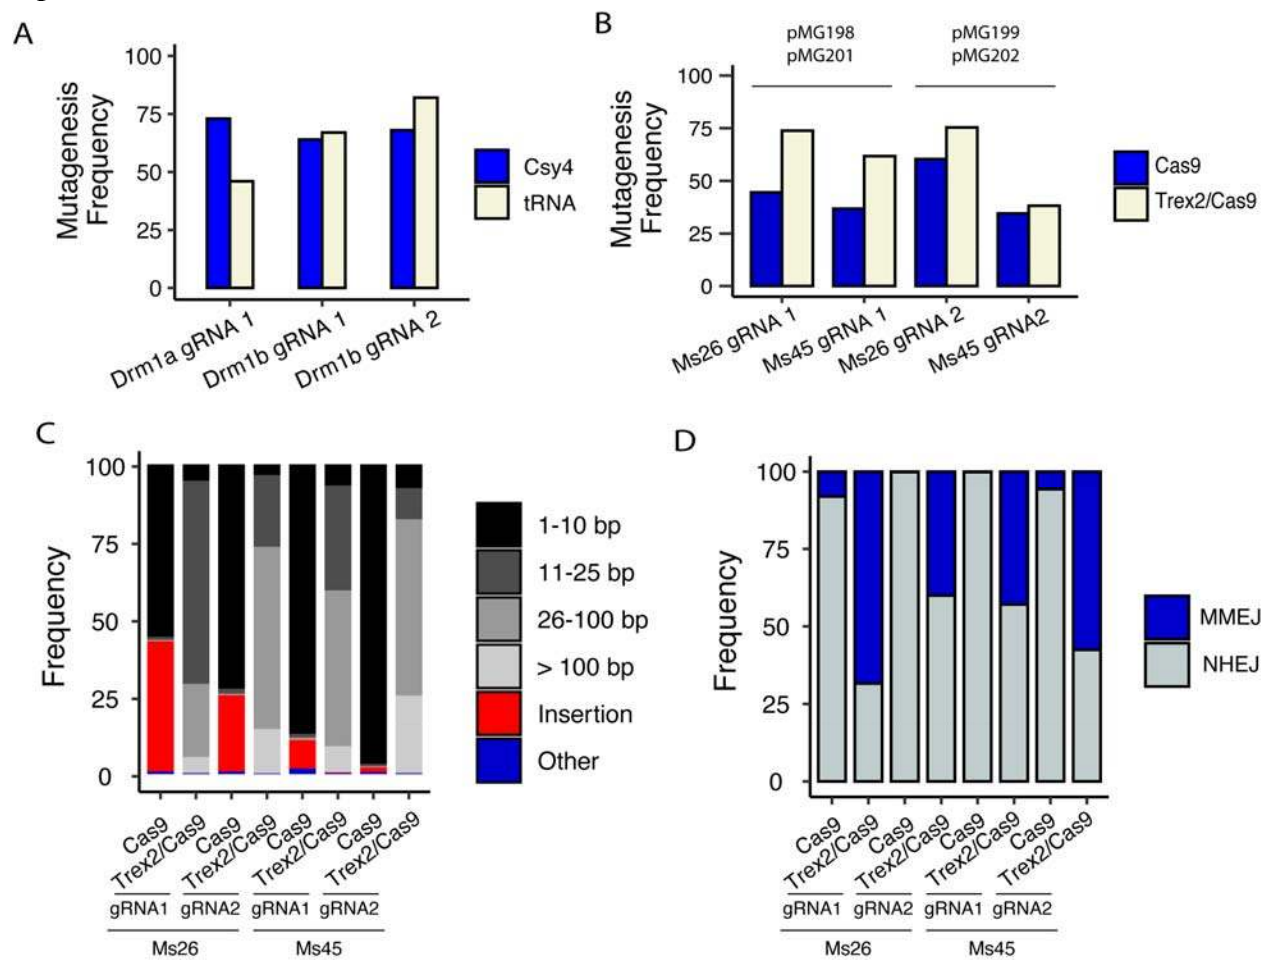 A
Mutagenesis
Frequency
100
75
50
25
0
Drm1a gRNA 1
Drm1b gRNA 1
Drm1b gRNA 2
Csy4
tRNA
B
pMG198
pMG201
pMG199
pMG202
Mutagenesis
Frequency
100
75
50
25
0
Ms26 gRNA 1
Ms45 gRNA 1
Ms26 gRNA 2
Ms45 gRNA2
Cas9
Trex2/Cas9
C
Frequency
100
75
50
25
0
Cas9
Trex2/Cas9
Cas9
Trex2/Cas9
Cas9
Trex2/Cas9
Cas9
Trex2/Cas9
gRNA1 gRNA2 gRNA1 gRNA2
Ms26 Ms45
1-10 bp
11-25 bp
26-100 bp
> 100 bp
Insertion
Other
D
Frequency
100
75
50
25
0
Cas9
Trex2/Cas9
Cas9
Trex2/Cas9
Cas9
Trex2/Cas9
Cas9
Trex2/Cas9
gRNA1 gRNA2 gRNA1 gRNA2
Ms26 Ms45
MMEJ
NHEJ